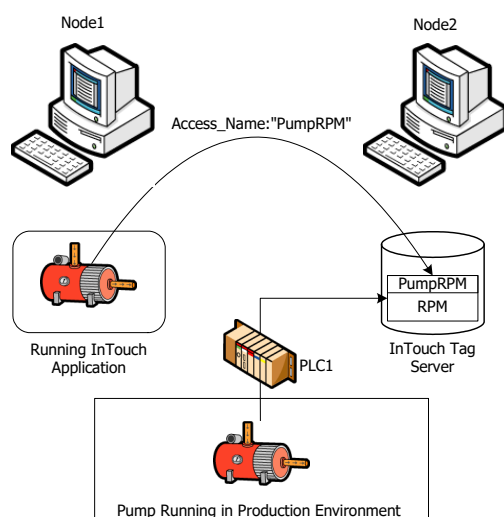 Node1
Node2
Access_Name:"PumpRPM"
PumpRPM
RPM
Running InTouch
Application
InTouch Tag
Server
PLC1
Pump Running in Production Environment